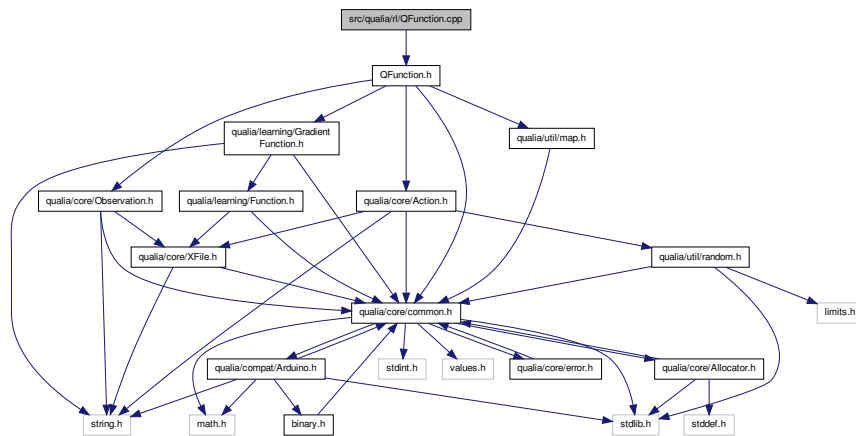 src/qualia/rl/QFunction.cpp
QFunction.h
qualia/learning/Gradient
Function.h
qualia/util/map.h
qualia/core/Observation.h
qualia/learning/Function.h
qualia/core/Action.h
qualia/core/XFile.h
qualia/util/random.h
qualia/core/common.h
limits.h
qualia/compat/Arduino.h
stdint.h
values.h
qualia/core/error.h
qualia/core/Allocator.h
string.h
math.h
binary.h
stdlib.h
stddef.h